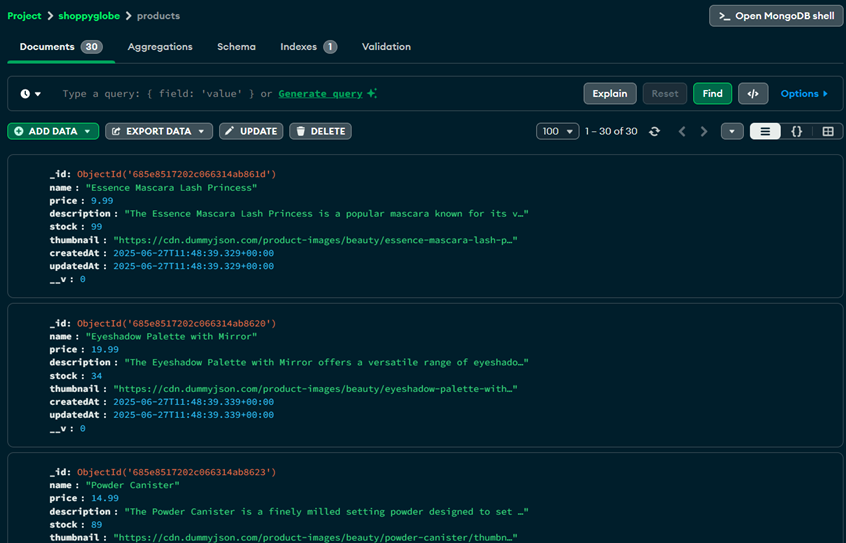 Project > shoppyglobe > products
>_ Open MongoDB shell
Documents 30 Aggregations Schema Indexes 1 Validation
Type a query: { field: 'value' } or Generate query
Explain Reset Find </> Options
ADD DATA EXPORT DATA UPDATE DELETE
100 1 – 30 of 30 {}
_id: ObjectId('685e8517202c066314ab861d')
name : "Essence Mascara Lash Princess"
price : 9.99
description : "The Essence Mascara Lash Princess is a popular mascara known for its v…"
stock : 99
thumbnail : "https://cdn.dummyjson.com/product-images/beauty/essence-mascara-lash-p…"
createdAt : 2025-06-27T11:48:39.329+00:00
updatedAt : 2025-06-27T11:48:39.329+00:00
__v : 0
_id: ObjectId('685e8517202c066314ab8620')
name : "Eyeshadow Palette with Mirror"
price : 19.99
description : "The Eyeshadow Palette with Mirror offers a versatile range of eyeshado…"
stock : 34
thumbnail : "https://cdn.dummyjson.com/product-images/beauty/eyeshadow-palette-with…"
createdAt : 2025-06-27T11:48:39.339+00:00
updatedAt : 2025-06-27T11:48:39.339+00:00
__v : 0
_id: ObjectId('685e8517202c066314ab8623')
name : "Powder Canister"
price : 14.99
description : "The Powder Canister is a finely milled setting powder designed to set …"
stock : 89
thumbnail : "https://cdn.dummyjson.com/product-images/beauty/powder-canister/thumbn…"